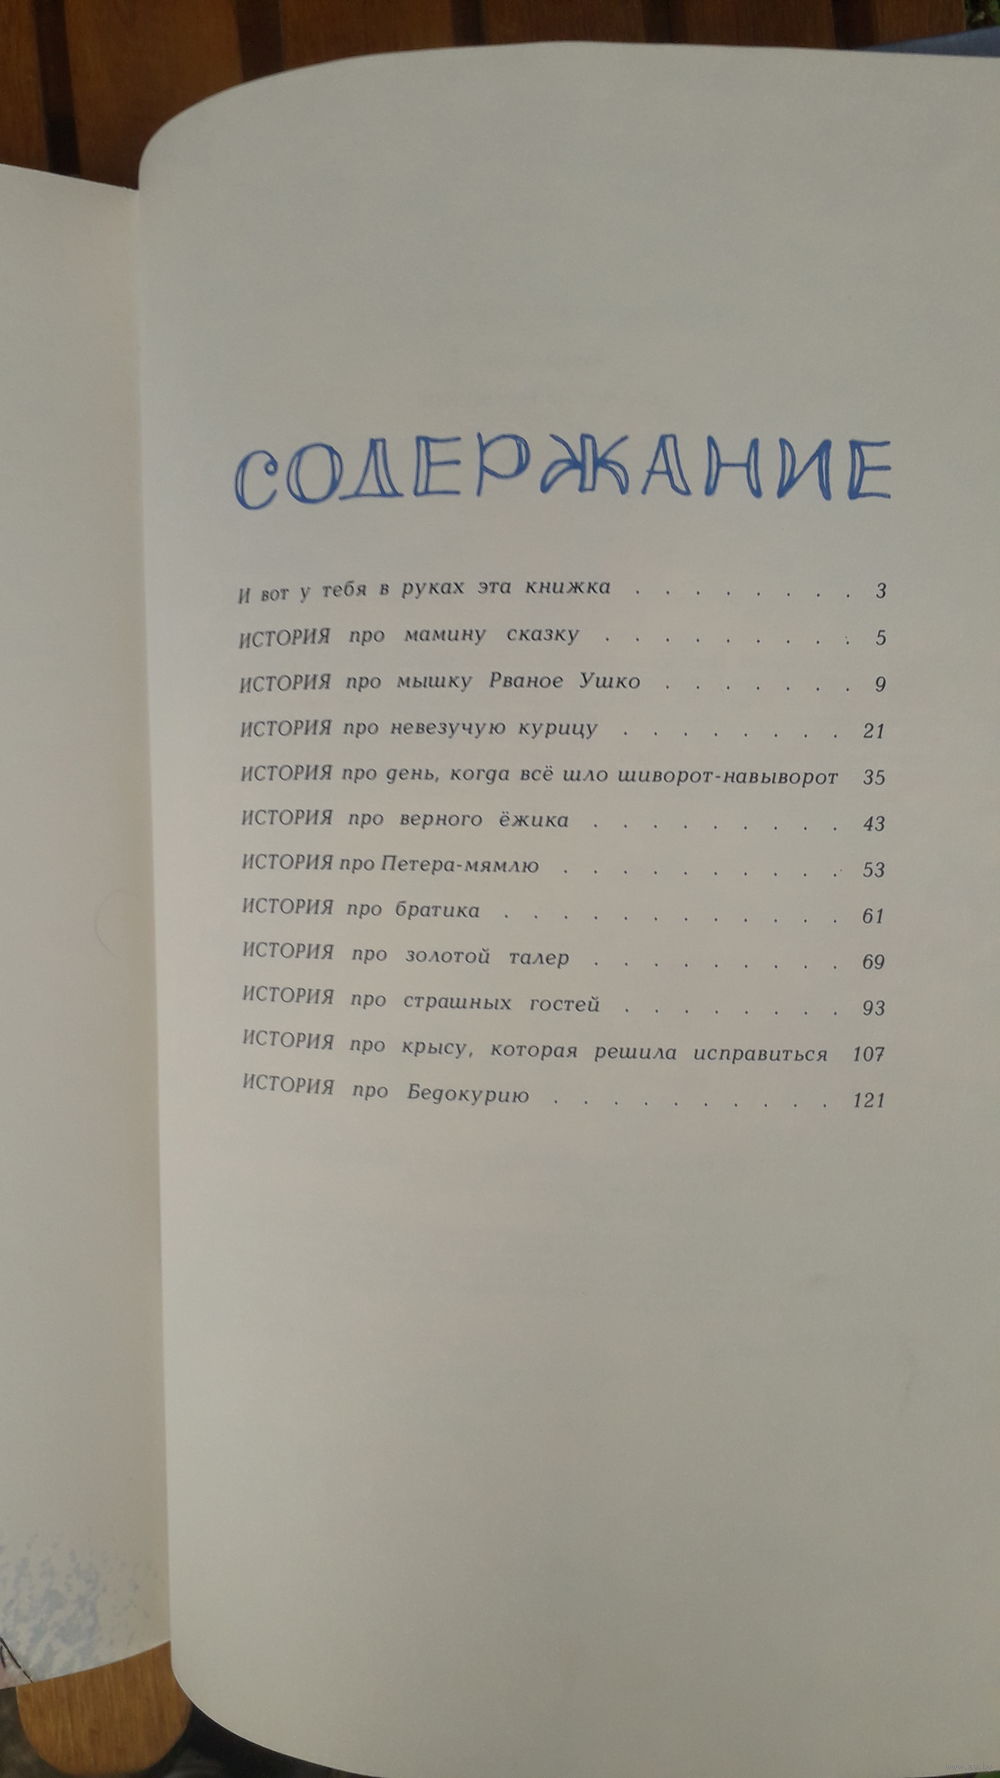 СОДЕРЖАНИЕ
И вот у тебя в руках эта книжка . . . . . . . . 3
ИСТОРИЯ про мамину сказку . . . . . . . . . 5
ИСТОРИЯ про мышку Рваное Ушко . . . . . . . 9
ИСТОРИЯ про невезучую курицу . . . . . . . . 21
ИСТОРИЯ про день, когда всё шло шиворот-навыворот 35
ИСТОРИЯ про верного ёжика . . . . . . . . . 43
ИСТОРИЯ про Петера-мямлю . . . . . . . . . . 53
ИСТОРИЯ про братика . . . . . . . . . . . . 61
ИСТОРИЯ про золотой талер . . . . . . . . . 69
ИСТОРИЯ про страшных гостей . . . . . . . . 93
ИСТОРИЯ про крысу, которая решила исправиться 107
ИСТОРИЯ про Бедокурию . . . . . . . . . . 121